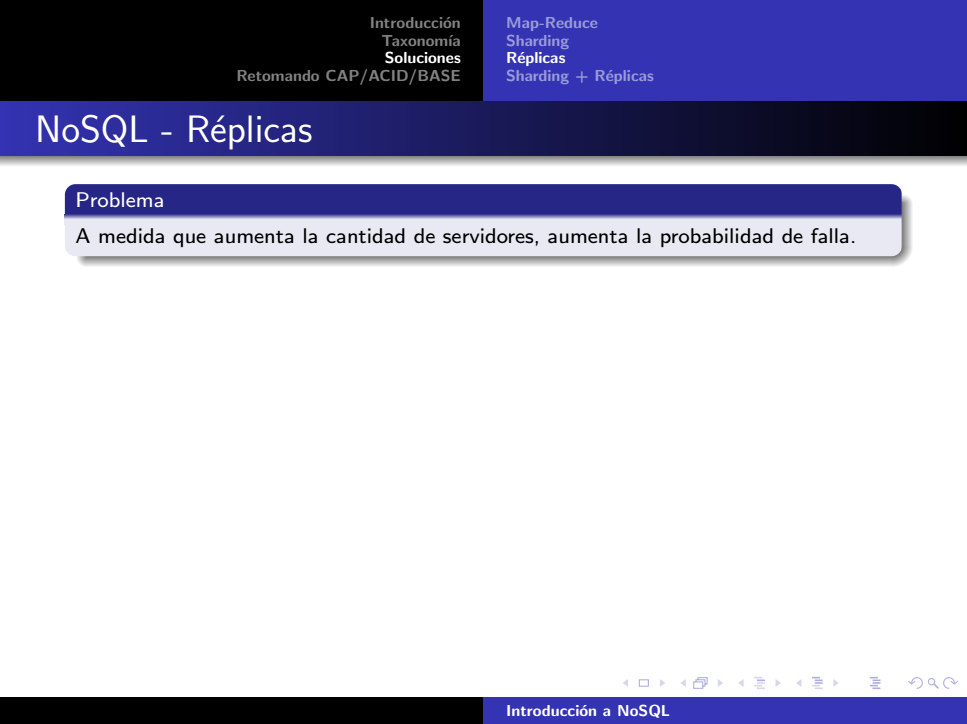 Introducción
Taxonomía
Soluciones
Retomando CAP/ACID/BASE
Map-Reduce
Sharding
Réplicas
Sharding + Réplicas
NoSQL - Réplicas
Problema
A medida que aumenta la cantidad de servidores, aumenta la probabilidad de falla.
Introducción a NoSQL